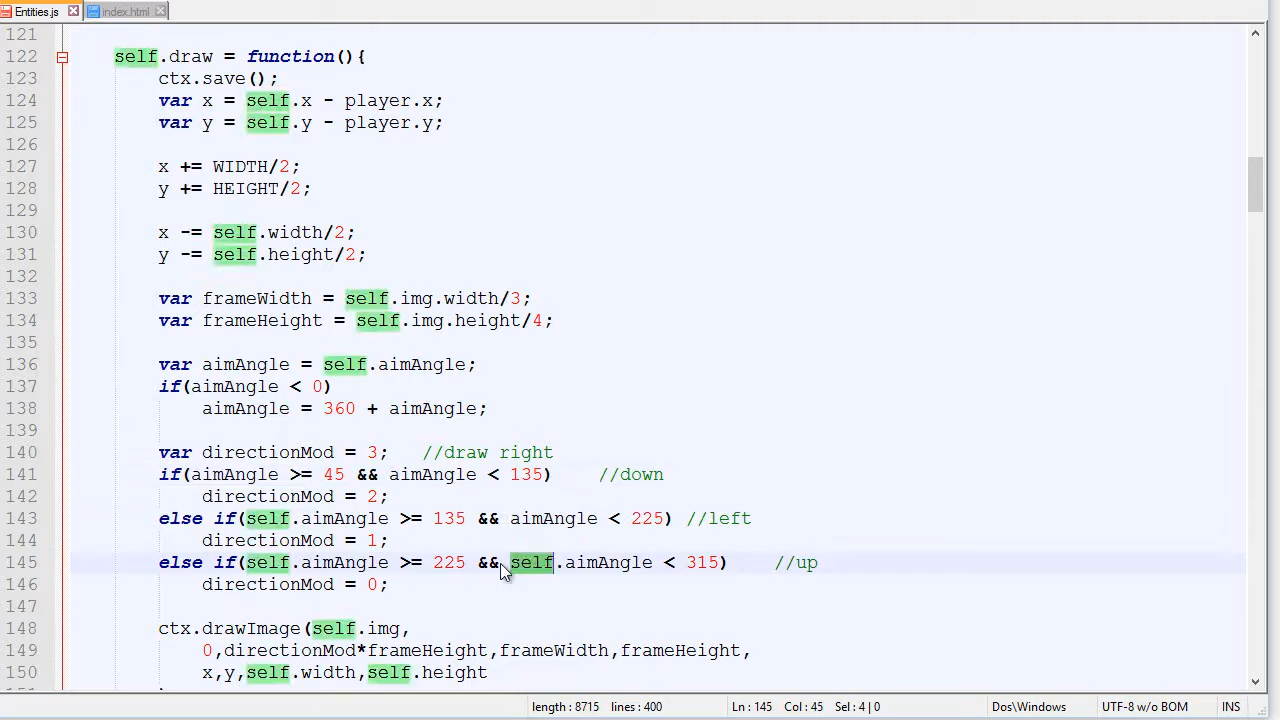 Entities.js index.html
121
122 self.draw = function(){
123 ctx.save();
124 var x = self.x - player.x;
125 var y = self.y - player.y;
126
127 x += WIDTH/2;
128 y += HEIGHT/2;
129
130 x -= self.width/2;
131 y -= self.height/2;
132
133 var frameWidth = self.img.width/3;
134 var frameHeight = self.img.height/4;
135
136 var aimAngle = self.aimAngle;
137 if(aimAngle < 0)
138 aimAngle = 360 + aimAngle;
139
140 var directionMod = 3; //draw right
141 if(aimAngle >= 45 && aimAngle < 135) //down
142 directionMod = 2;
143 else if(self.aimAngle >= 135 && aimAngle < 225) //left
144 directionMod = 1;
145 else if(self.aimAngle >= 225 && self.aimAngle < 315) //up
146 directionMod = 0;
147
148 ctx.drawImage(self.img,
149 0,directionMod*frameHeight,frameWidth,frameHeight,
150 x,y,self.width,self.height
length : 8715 lines : 400 Ln : 145 Col : 45 Sel : 4 | 0 Dos\Windows UTF-8 w/o BOM INS